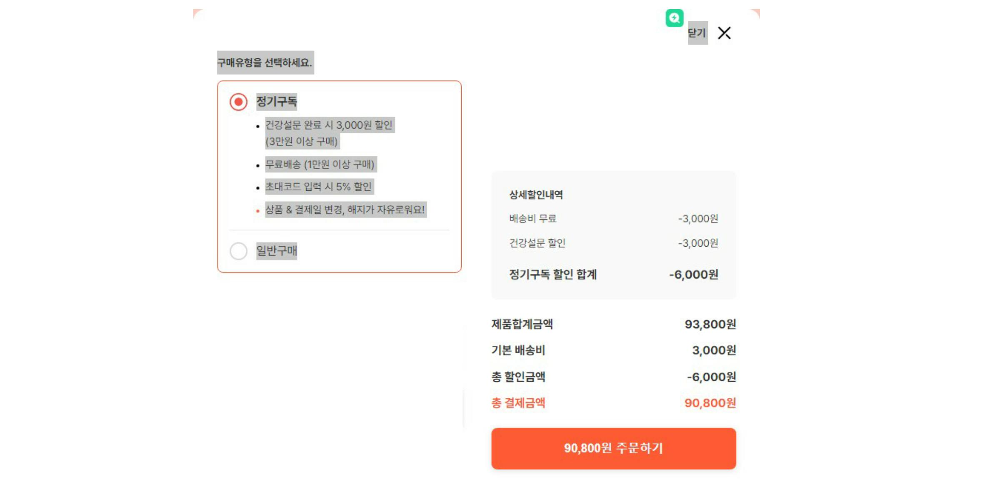 닫기
구매유형을 선택하세요.
정기구독
건강설문 완료 시 3,000원 할인
(3만원 이상 구매)
무료배송 (1만원 이상 구매)
초대코드 입력 시 5% 할인
상품 & 결제일 변경, 해지가 자유로워요!
일반구매
상세할인내역
배송비 무료 -3,000원
건강설문 할인 -3,000원
정기구독 할인 합계 -6,000원
제품합계금액 93,800원
기본 배송비 3,000원
총 할인금액 -6,000원
총 결제금액 90,800원
90,800원 주문하기